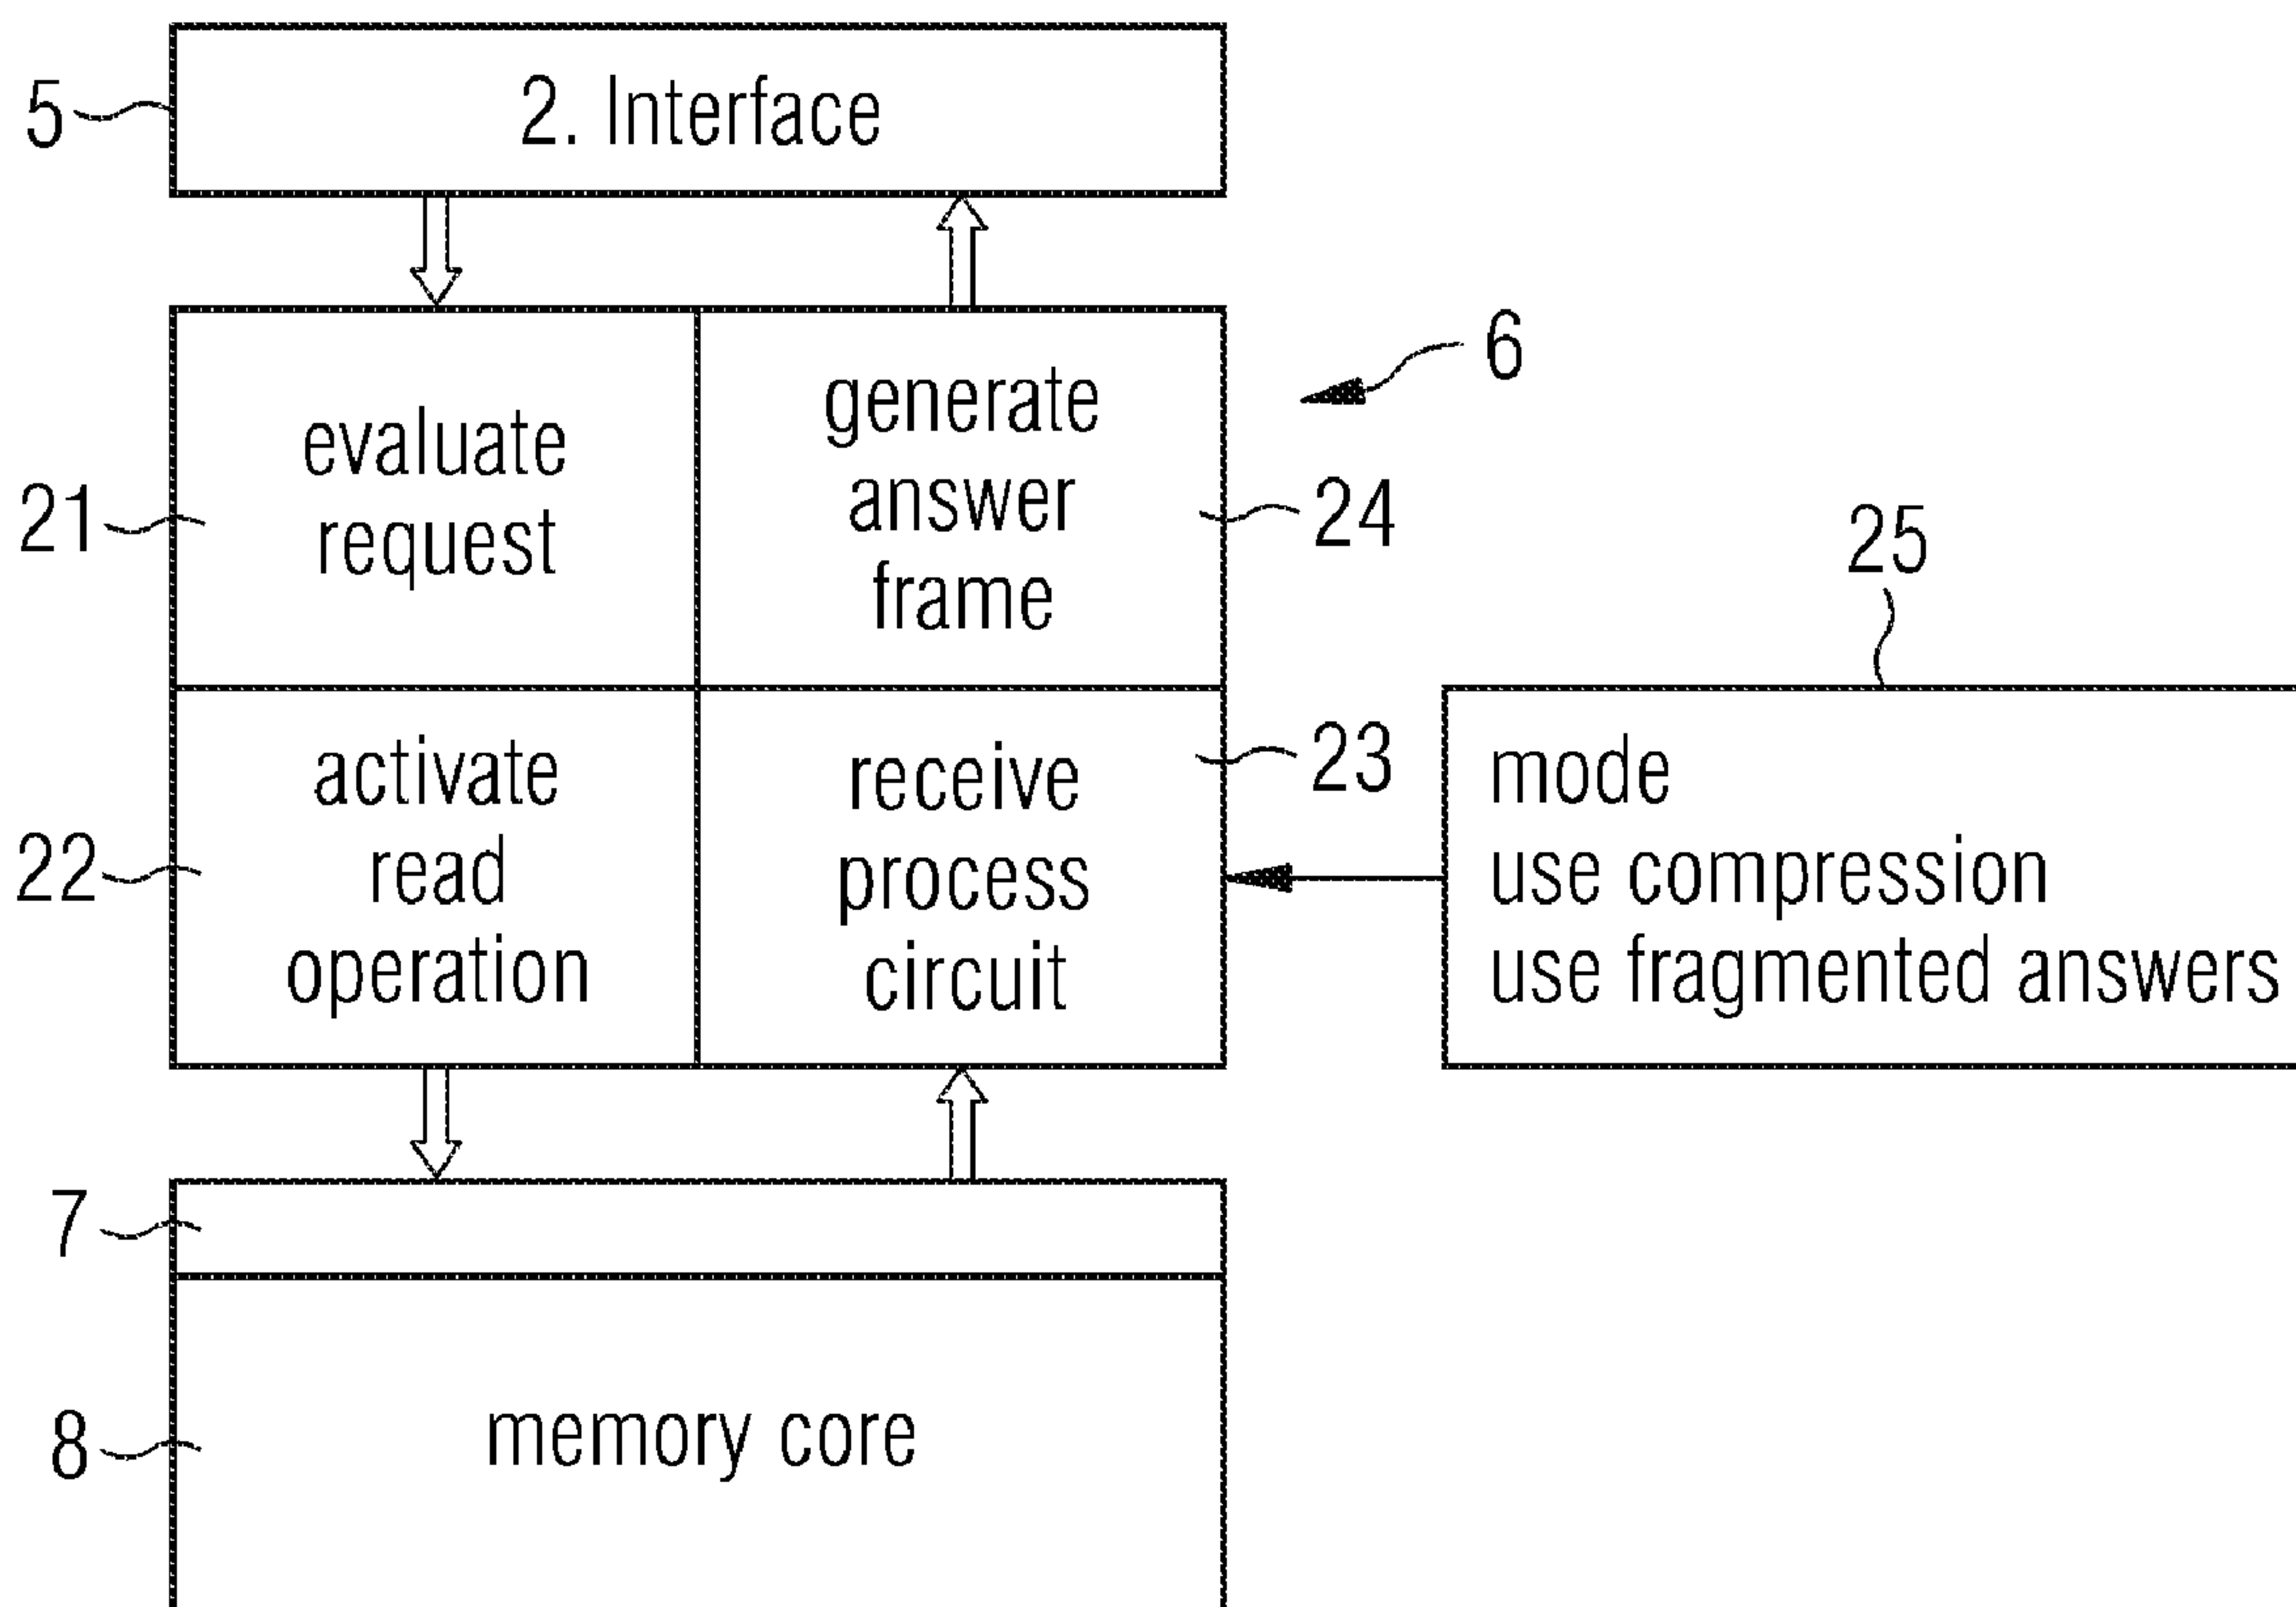 5
2. Interface
6
21
evaluate
request
generate
answer
frame
24
25
22
activate
read
operation
receive
process
circuit
23
mode
use compression
use fragmented answers
7
8
memory core